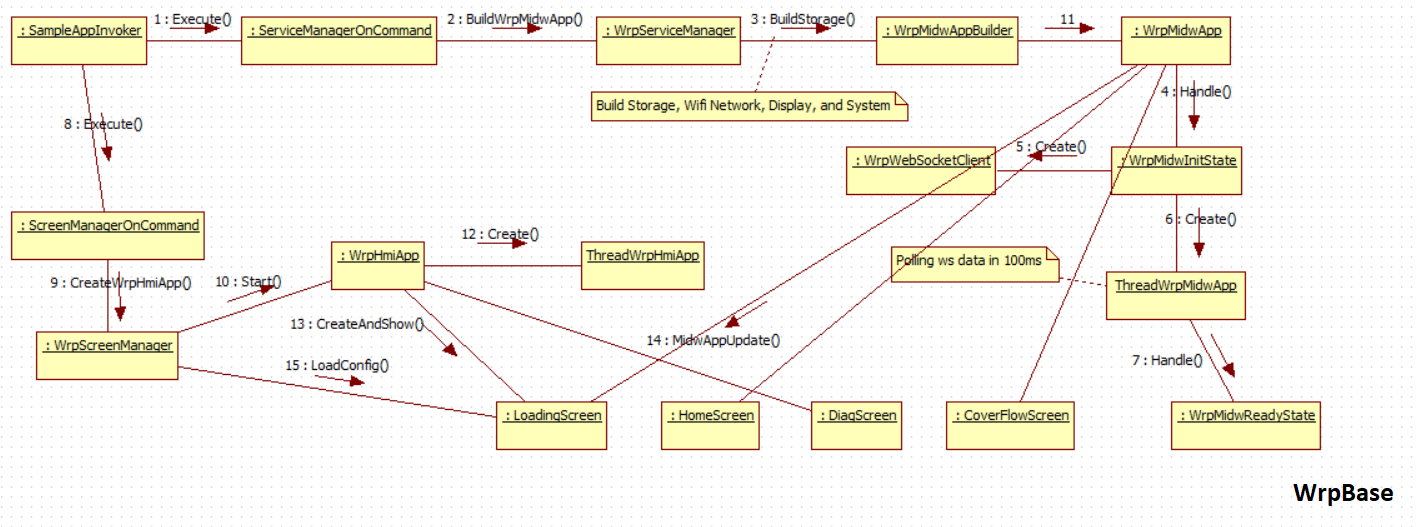 1 : Execute()
2 : BuildWrpMidwApp()
3 : BuildStorage()
11
: SampleAppInvoker
: ServiceManagerOnCommand
: WrpServiceManager
: WrpMidwAppBuilder
: WrpMidwApp
4 : Handle()
Build Storage, Wifi Network, Display, and System
8 : Execute()
5 : Create()
: WrpWebSocketClient
: WrpMidwInitState
6 : Create()
: ScreenManagerOnCommand
12 : Create()
: WrpHmiApp
ThreadWrpHmiApp
Polling ws data in 100ms
9 : CreateWrpHmiApp()
10 : Start()
ThreadWrpMidwApp
13 : CreateAndShow()
14 : MidwAppUpdate()
: WrpScreenManager
15 : LoadConfig()
7 : Handle()
: LoadingScreen
: HomeScreen
: DiagScreen
: CoverFlowScreen
: WrpMidwReadyState
WrpBase